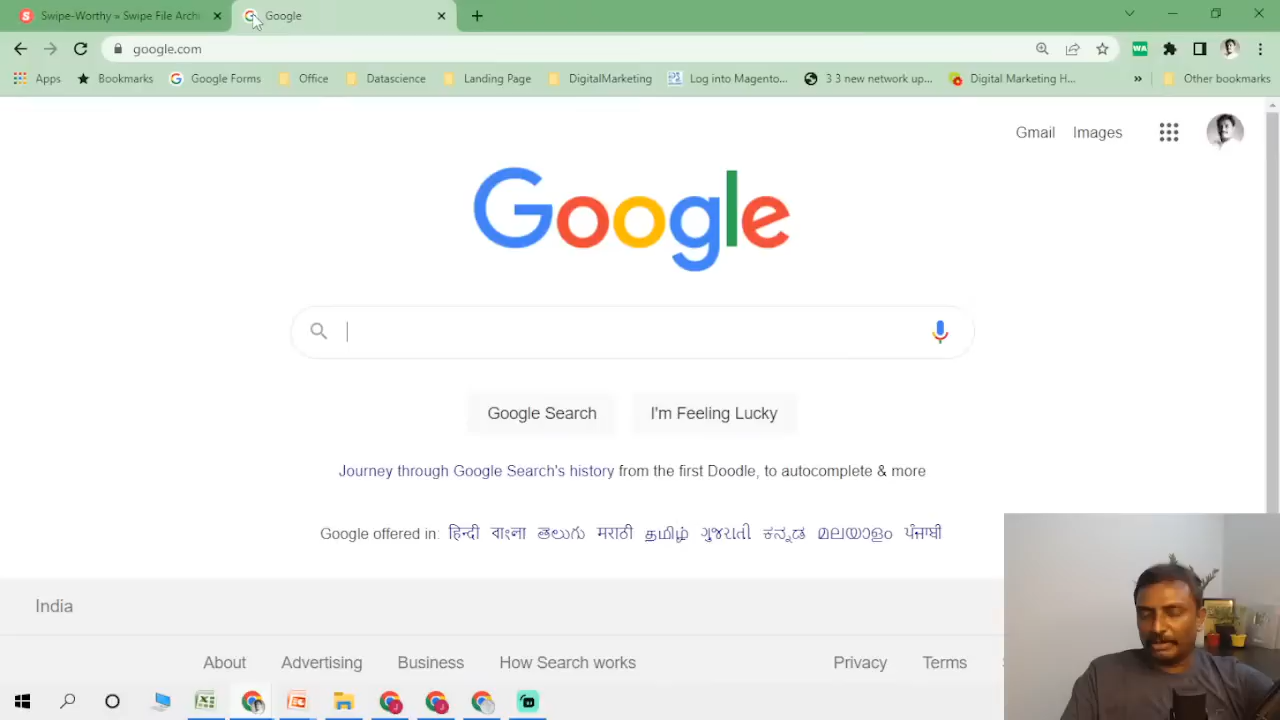 Swipe-Worthy » Swipe File Archi
Google
google.com
Apps
Bookmarks
Google Forms
Office
Datascience
Landing Page
DigitalMarketing
Log into Magento...
3 3 new network up...
Digital Marketing H...
»
Other bookmarks
Gmail Images
Google
Google Search
I'm Feeling Lucky
Journey through Google Search's history from the first Doodle, to autocomplete & more
Google offered in: हिन्दी বাংলা తెలుగు मराठी தமிழ் ગુજરાતી ಕನ್ನಡ മലയാളം ਪੰਜਾਬੀ
India
About Advertising Business How Search works Privacy Terms